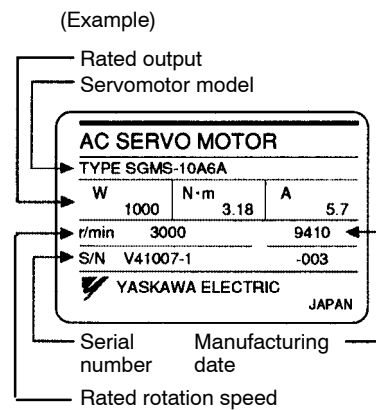 (Example)
Rated output
Servomotor model
AC SERVO MOTOR
TYPE SGMS-10A6A
W N·m A
1000 3.18 5.7
r/min 3000 9410
S/N V41007-1 -003
YASKAWA ELECTRIC
JAPAN
Serial number
Manufacturing date
Rated rotation speed